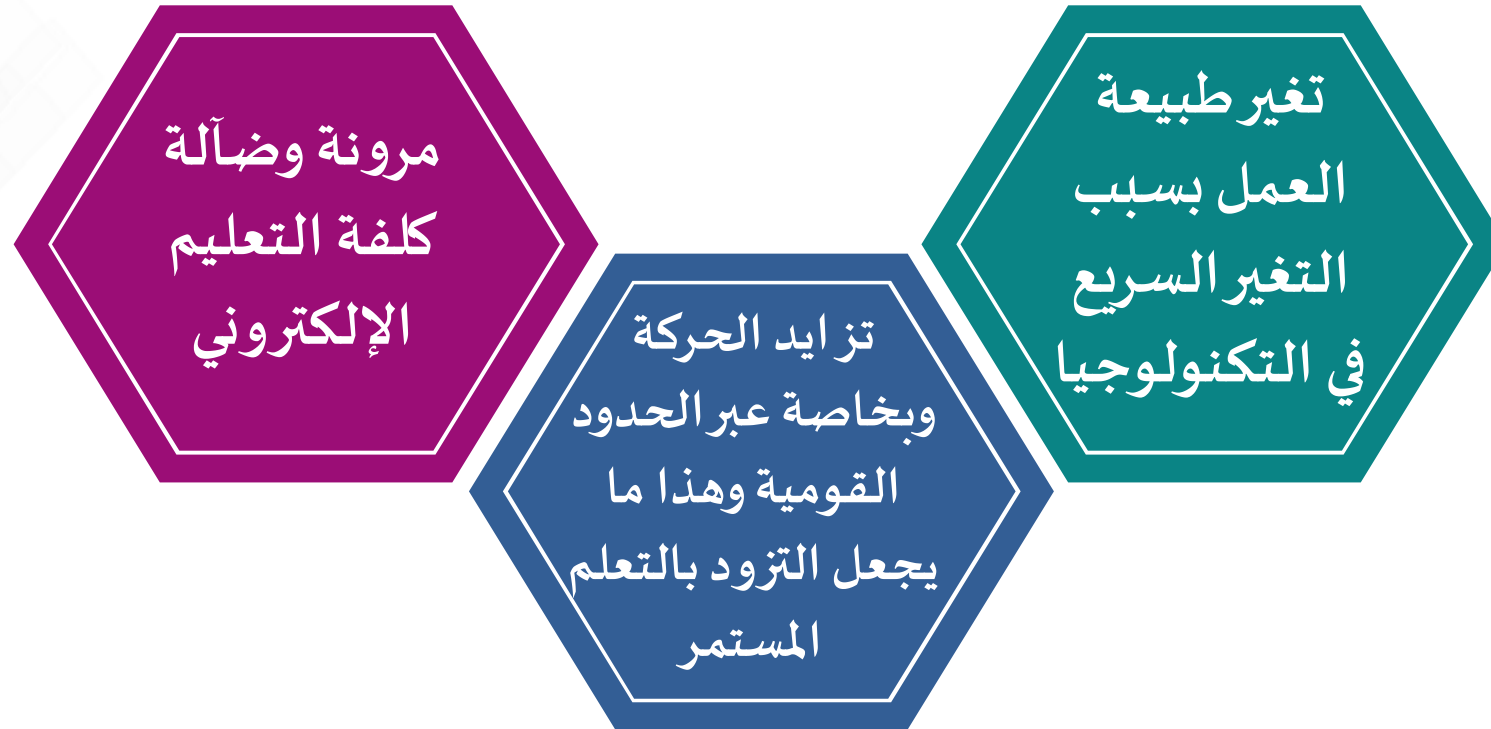 تغير طبيعة
العمل بسبب
التغير السريع
في التكنولوجيا
تزايد الحركة
وبخاصة عبر الحدود
القومية وهذا ما
يجعل التزود بالتعلم
المستمر
مرونة وضآلة
كلفة التعليم
الإلكتروني